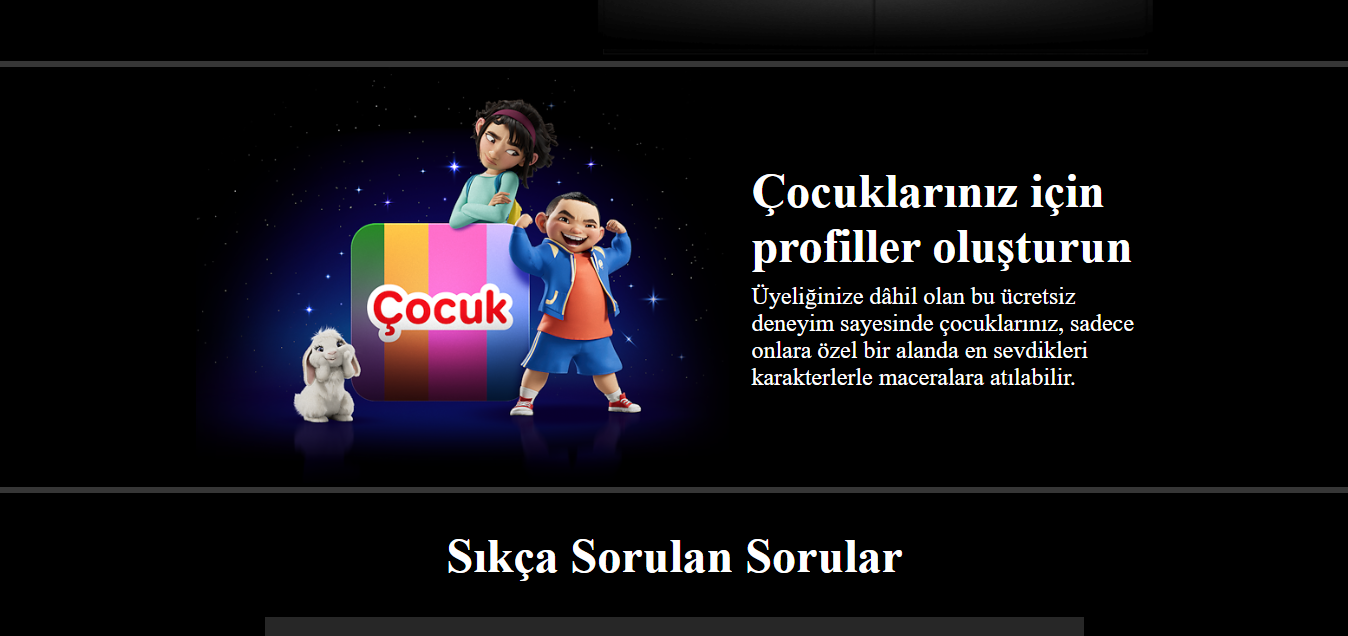 Çocuk
Çocuklarınız için
profiller oluşturun
Üyeliğinize dâhil olan bu ücretsiz
deneyim sayesinde çocuklarınız, sadece
onlara özel bir alanda en sevdikleri
karakterlerle maceralara atılabilir.
Sıkça Sorulan Sorular